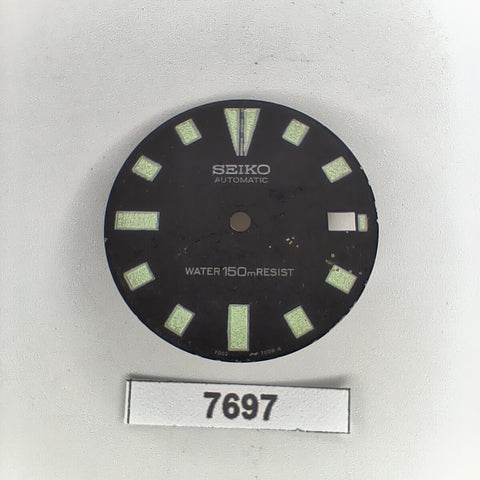 SEIKO
AUTOMATIC
WATER 150m RESIST
7697